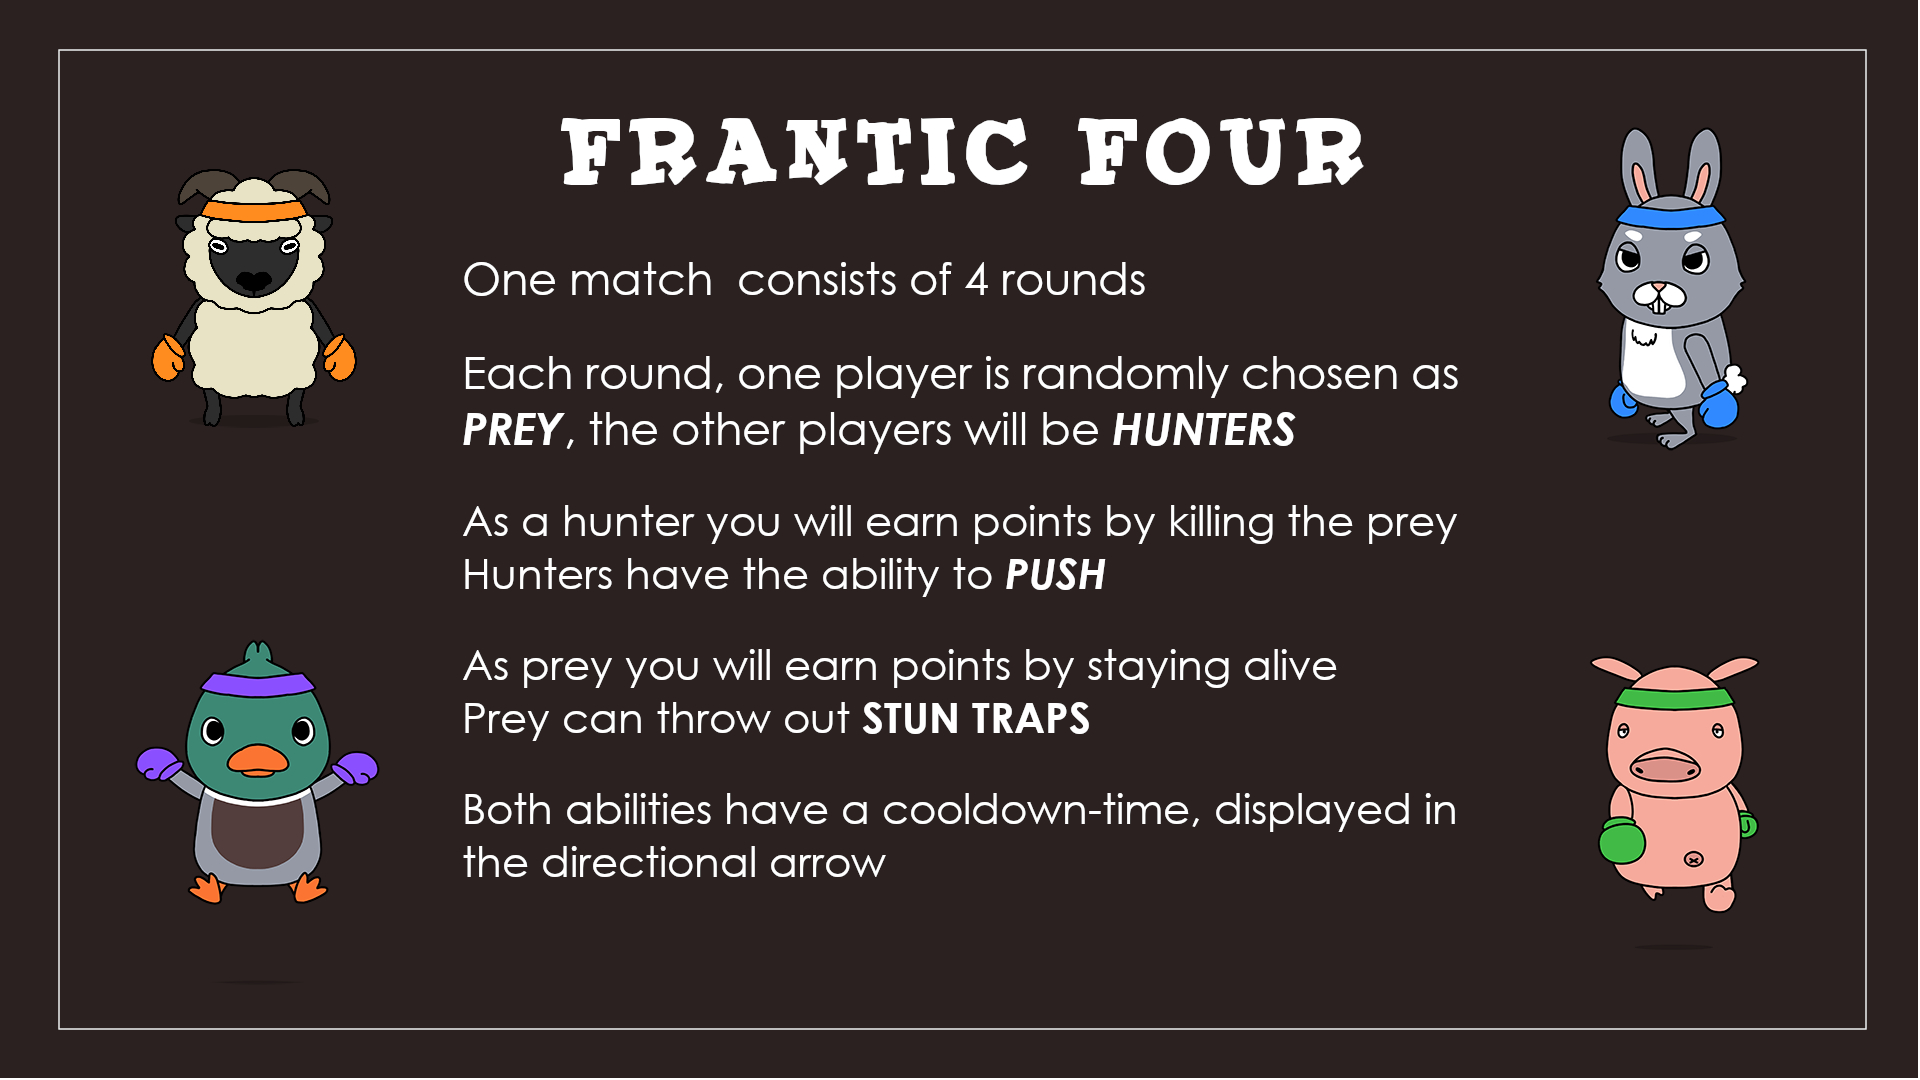 FRANTIC FOUR
One match  consists of 4 rounds
Each round, one player is randomly chosen as
PREY, the other players will be HUNTERS
As a hunter you will earn points by killing the prey
Hunters have the ability to PUSH
As prey you will earn points by staying alive
Prey can throw out STUN TRAPS
Both abilities have a cooldown-time, displayed in
the directional arrow